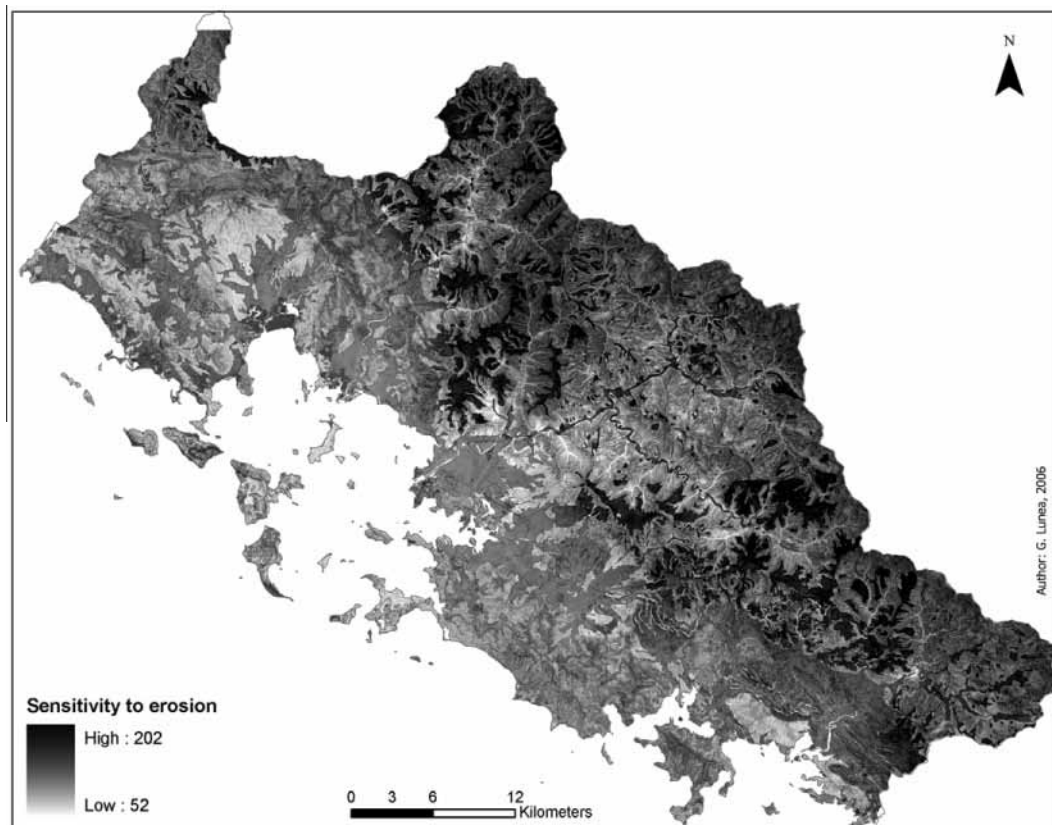 N
Author: G. Lunea, 2006
Sensitivity to erosion
High : 202
Low : 52
0 3 6 12
Kilometers